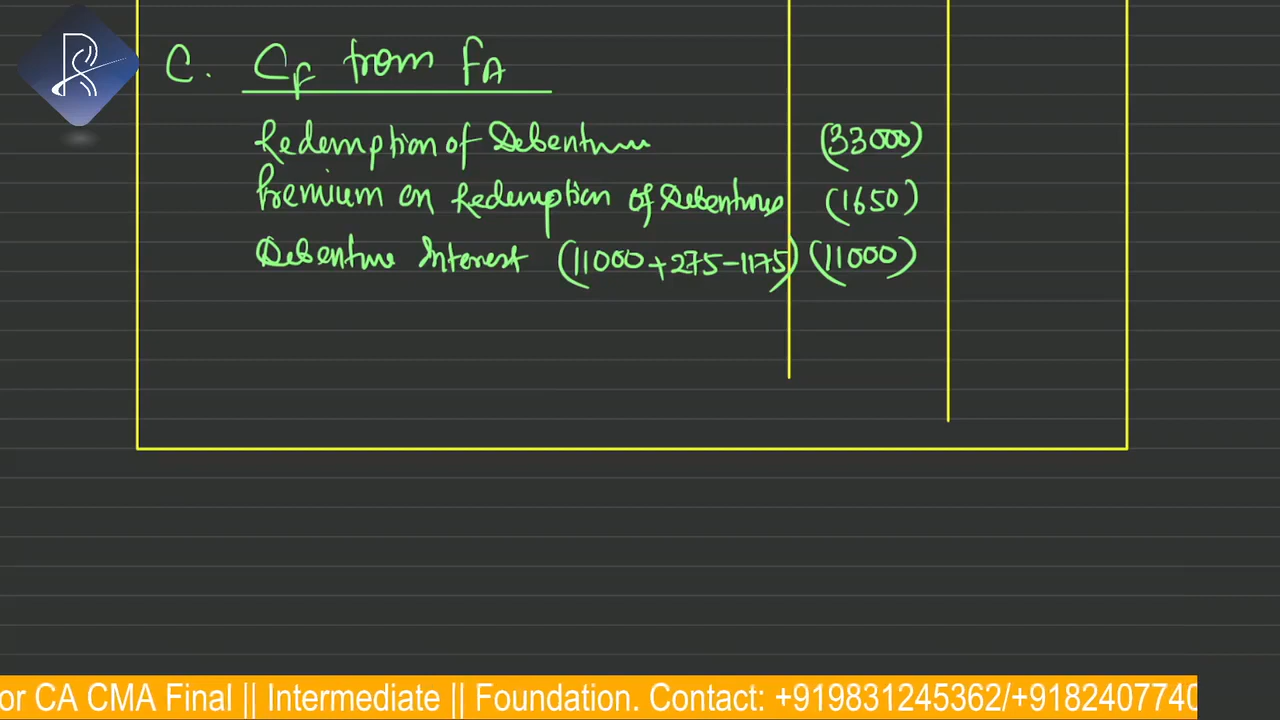 C. CF from FA
Redemption of Debenture (33000)
Premium on Redemption of Debentures (1650)
Debenture Interest (11000+275-1175) (11000)
or CA CMA Final || Intermediate || Foundation. Contact: +919831245362/+9182407740